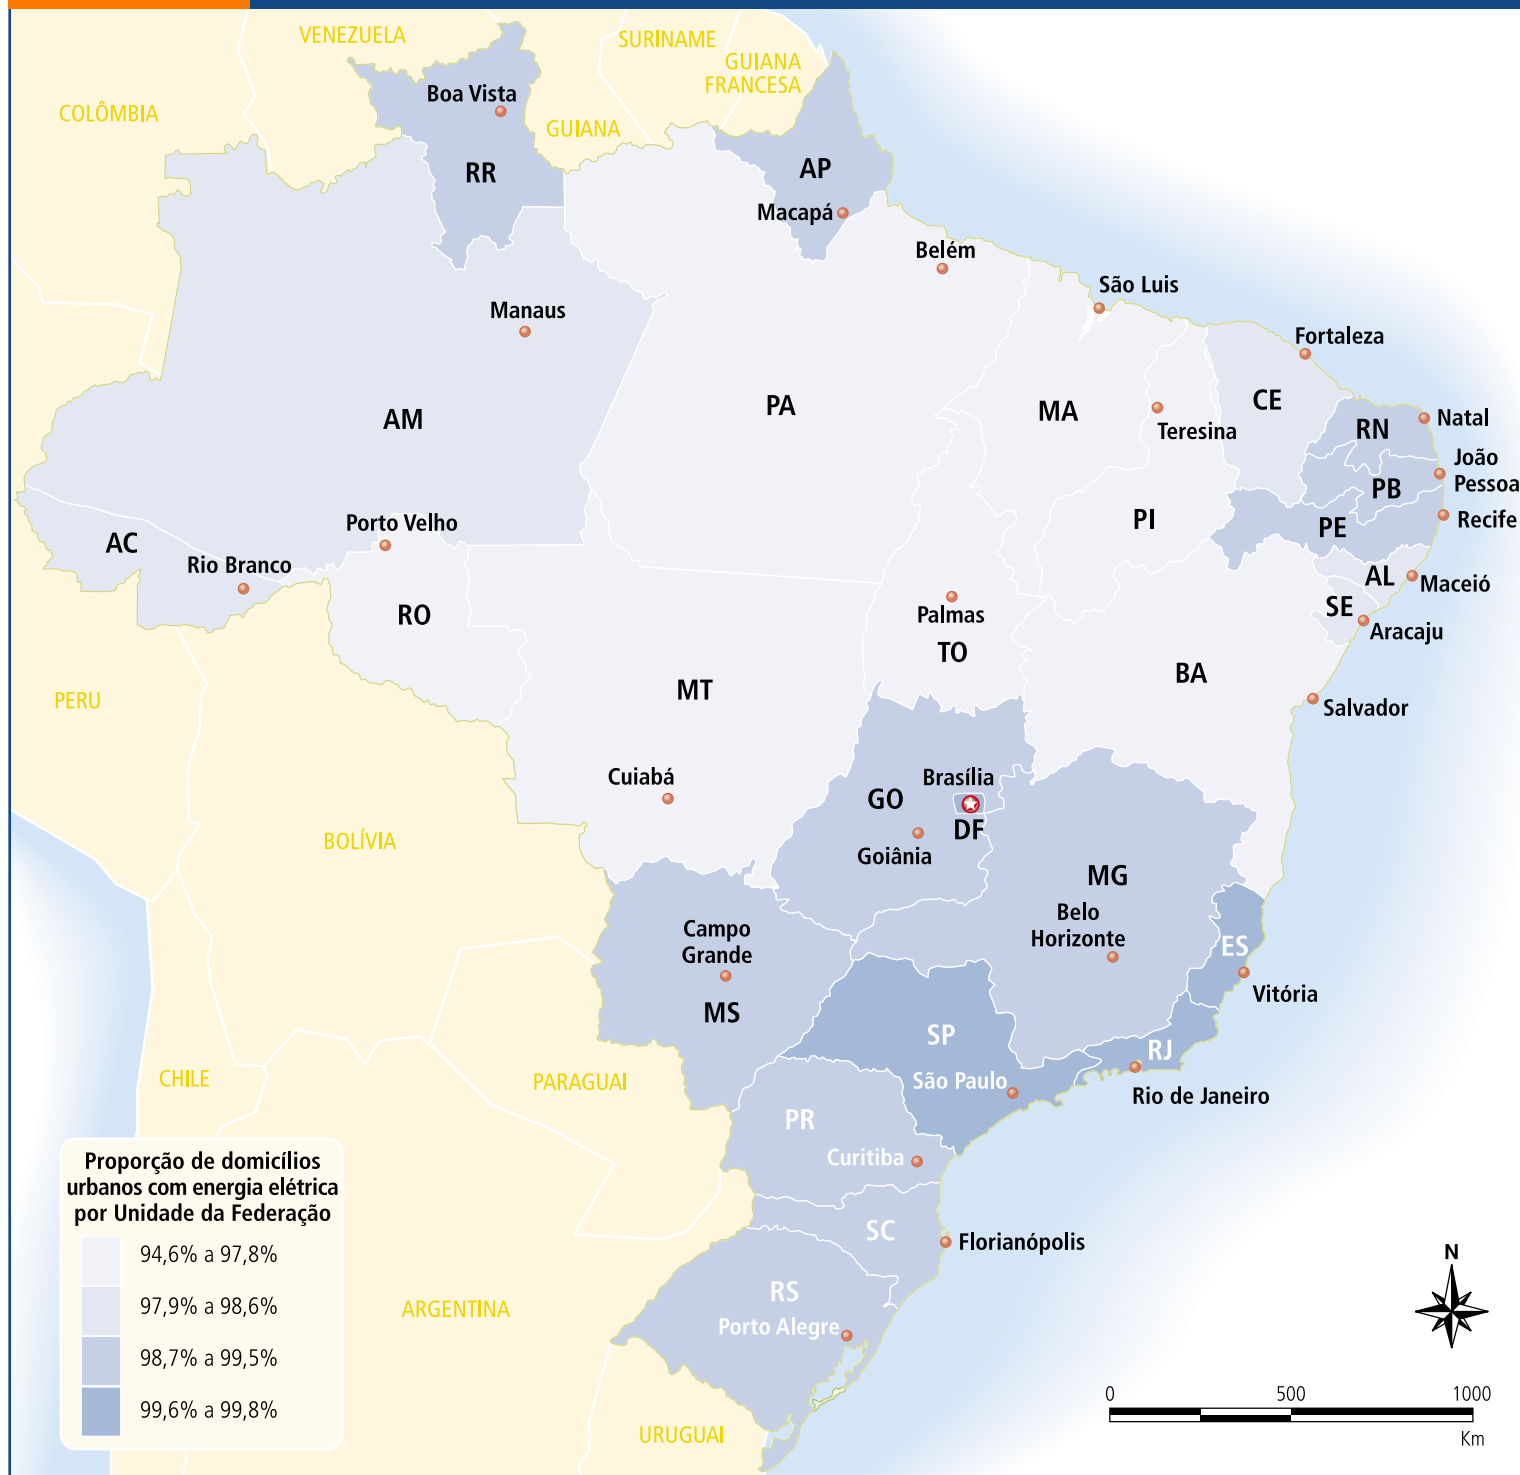 VENEZUELA
SURINAME
GUIANA
FRANCESA
COLÔMBIA
GUIANA
Boa Vista
RR
AP
Macapá
Belém
São Luis
Manaus
Fortaleza
AM
PA
MA
Teresina
CE
RN
Natal
João
Pessoa
PB
Recife
PE
PI
AC
Porto Velho
Rio Branco
AL
Maceió
SE
Aracaju
RO
Palmas
TO
BA
MT
Salvador
PERU
Cuiabá
GO
Brasília
DF
Goiânia
BOLÍVIA
MG
Belo
Horizonte
Campo
Grande
MS
ES
Vitória
SP
São Paulo
RJ
Rio de Janeiro
CHILE
PARAGUAI
PR
Curitiba
SC
Florianópolis
RS
Porto Alegre
ARGENTINA
URUGUAI
Proporção de domicílios
urbanos com energia elétrica
por Unidade da Federação
94,6% a 97,8%
97,9% a 98,6%
98,7% a 99,5%
99,6% a 99,8%
N
0 500 1000
Km